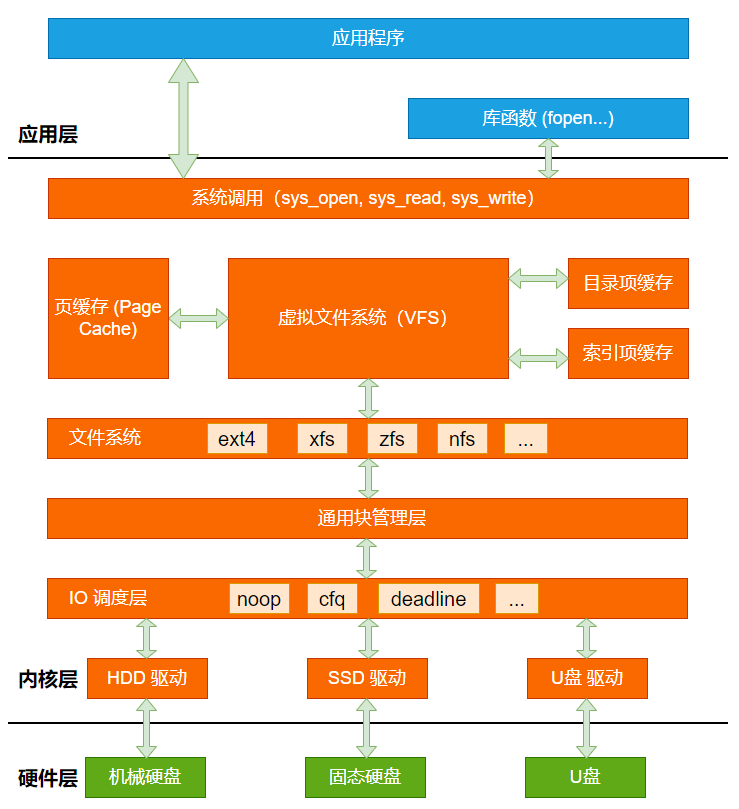 应用程序
库函数 (fopen...)
应用层
系统调用（sys_open, sys_read, sys_write）
页缓存 (Page
Cache)
虚拟文件系统（VFS）
目录项缓存
索引项缓存
文件系统 ext4 xfs zfs nfs ...
通用块管理层
IO 调度层 noop cfq deadline ...
内核层 HDD 驱动 SSD 驱动 U盘 驱动
硬件层 机械硬盘 固态硬盘 U盘